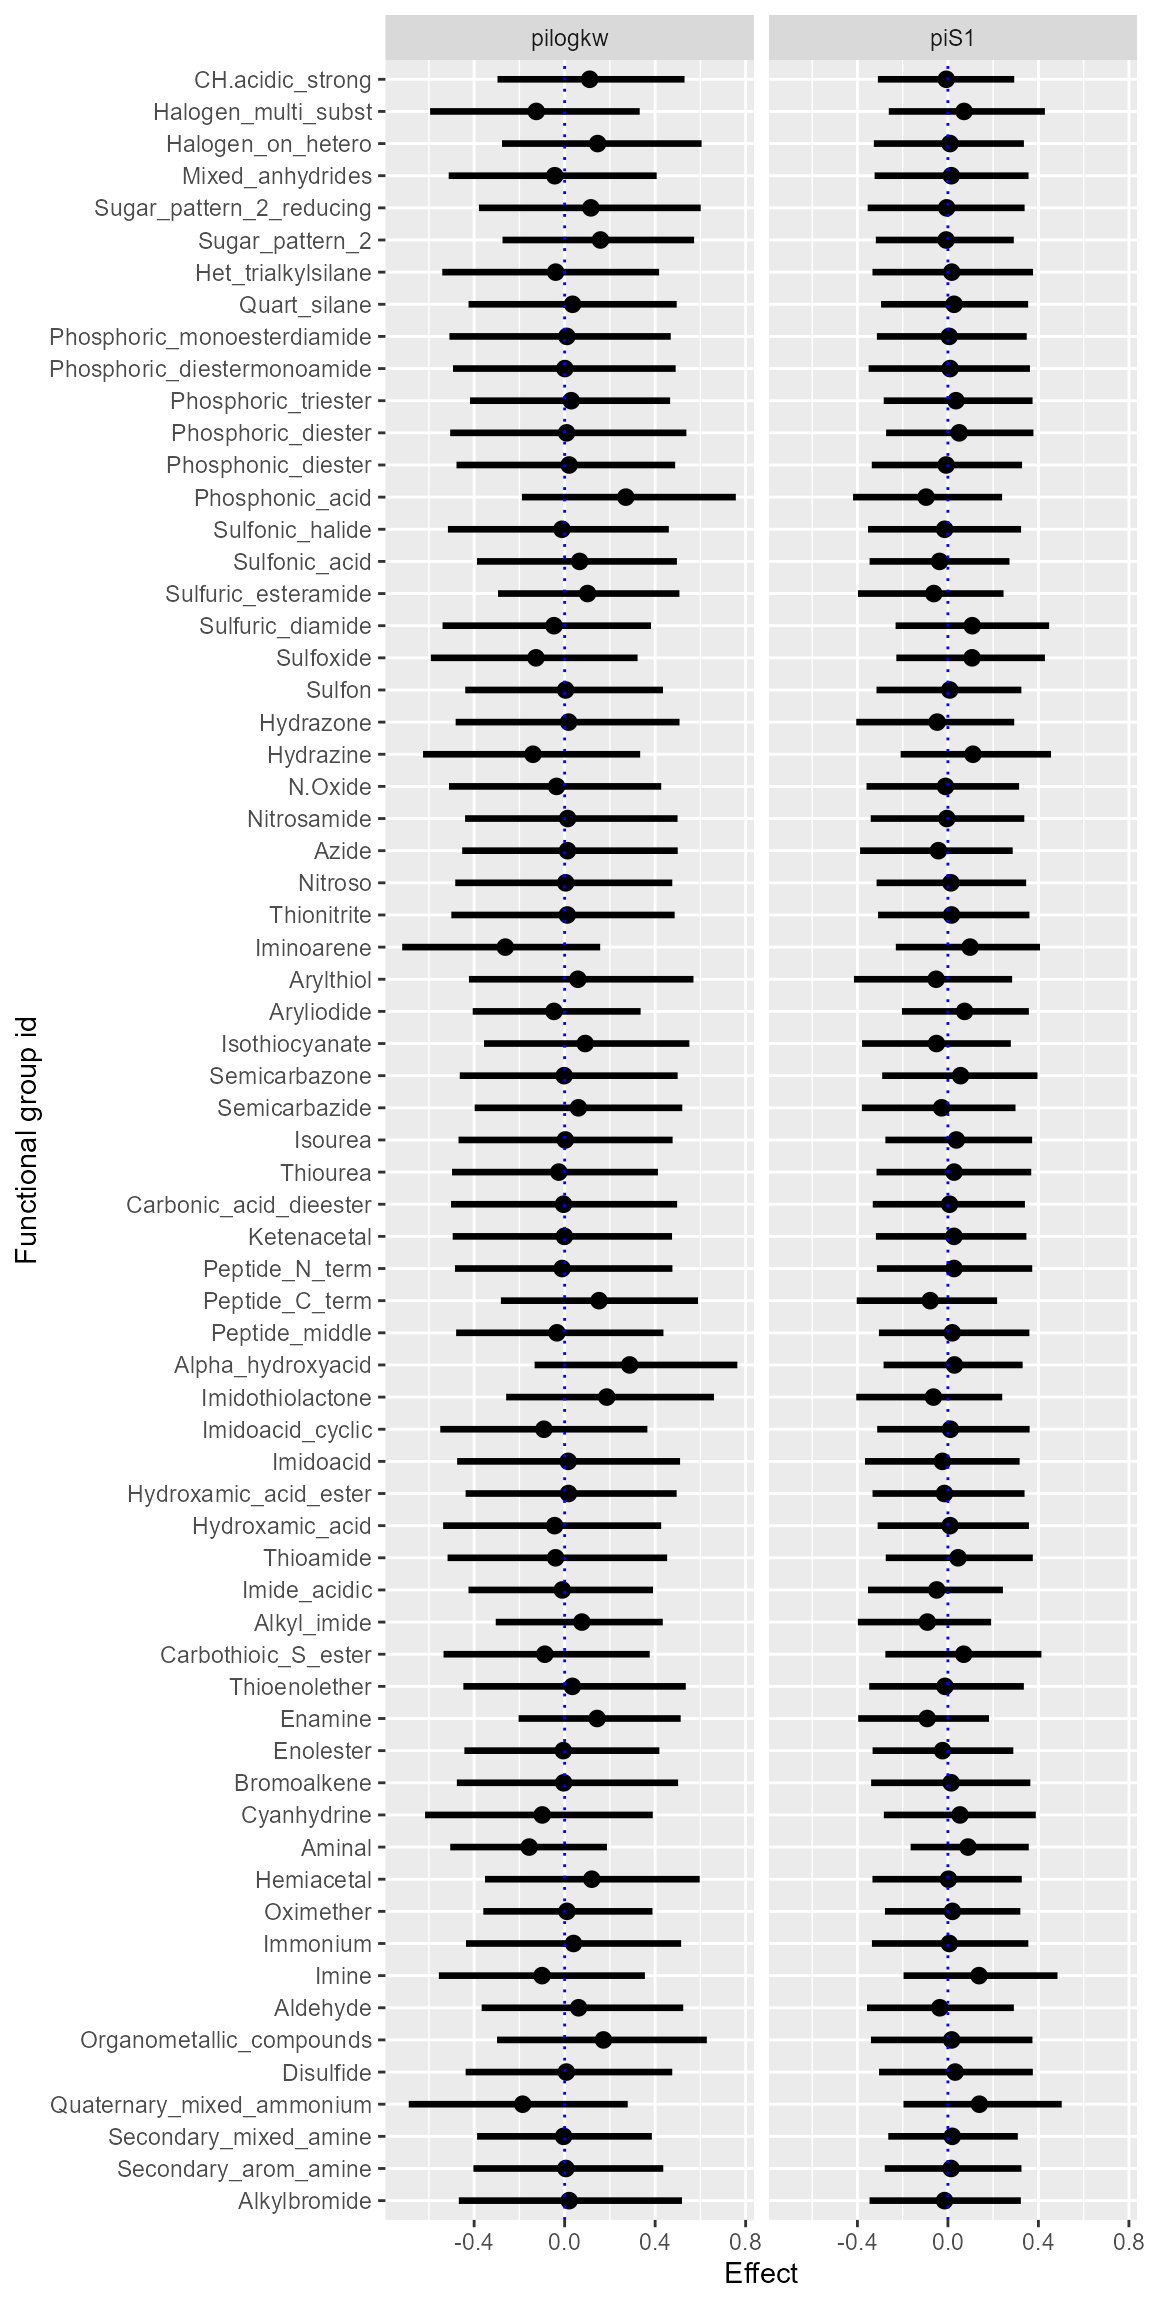 pilogkw
piS1
CH.acidic_strong
Halogen_multi_subst
Halogen_on_hetero
Mixed_anhydrides
Sugar_pattern_2_reducing
Sugar_pattern_2
Het_trialkylsilane
Quart_silane
Phosphoric_monoesterdiamide
Phosphoric_diestermonoamide
Phosphoric_triester
Phosphoric_diester
Phosphonic_diester
Phosphonic_acid
Sulfonic_halide
Sulfonic_acid
Sulfuric_esteramide
Sulfuric_diamide
Sulfoxide
Sulfon
Hydrazone
Hydrazine
N.Oxide
Nitrosamide
Azide
Nitroso
Thionitrite
Iminoarene
Arylthiol
Aryliodide
Isothiocyanate
Semicarbazone
Semicarbazide
Isourea
Thiourea
Carbonic_acid_dieester
Ketenacetal
Peptide_N_term
Peptide_C_term
Peptide_middle
Alpha_hydroxyacid
Imidothiolactone
Imidoacid_cyclic
Imidoacid
Hydroxamic_acid_ester
Hydroxamic_acid
Thioamide
Imide_acidic
Alkyl_imide
Carbothioic_S_ester
Thioenolether
Enamine
Enolester
Bromoalkene
Cyanhydrine
Aminal
Hemiacetal
Oximether
Immonium
Imine
Aldehyde
Organometallic_compounds
Disulfide
Quaternary_mixed_ammonium
Secondary_mixed_amine
Secondary_arom_amine
Alkylbromide
Functional group id
-0.4 0.0 0.4 0.8
-0.4 0.0 0.4 0.8
Effect